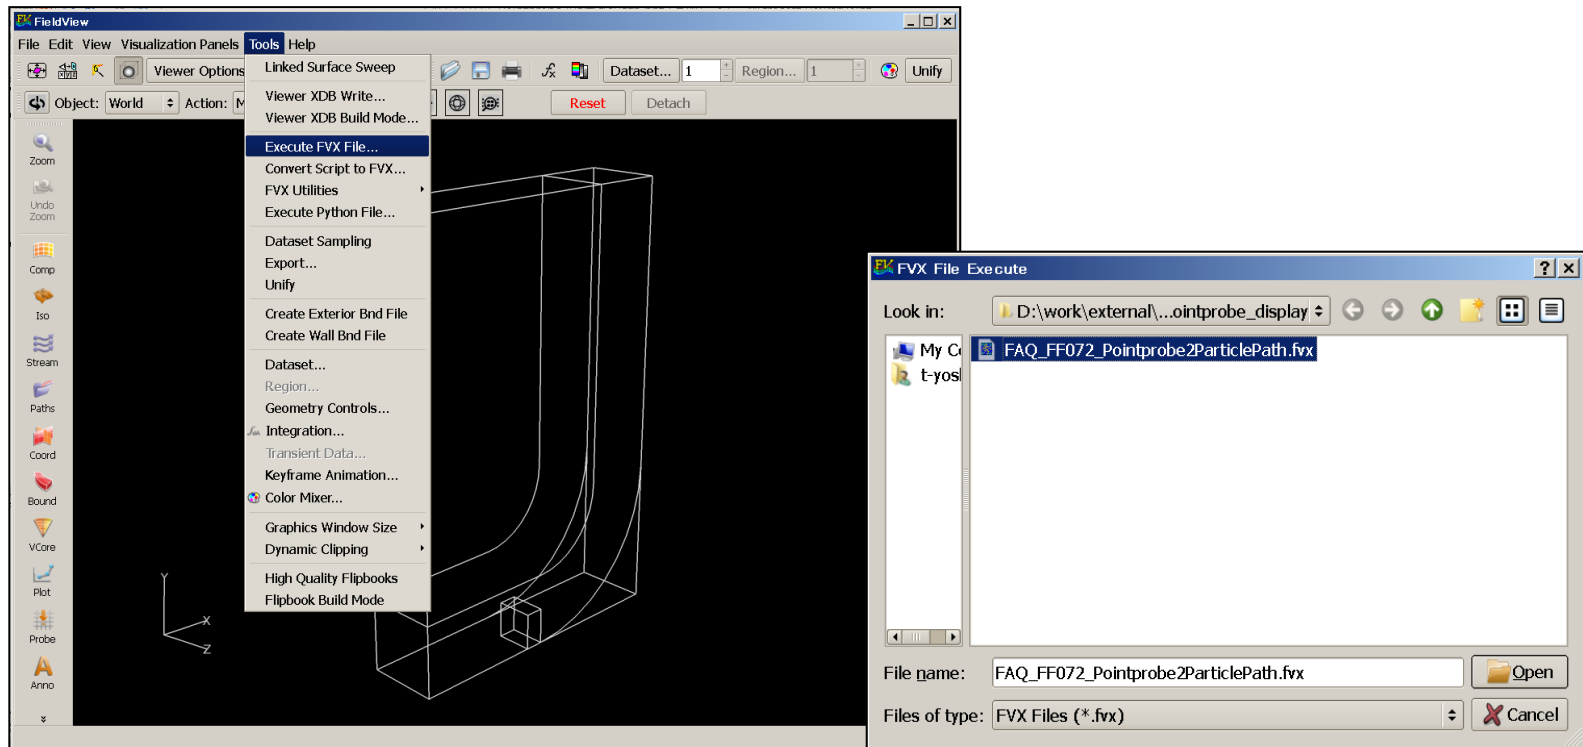 FieldView
File Edit View Visualization Panels Tools Help
Viewer Options
Dataset... 1 Region... 1 Unify
Object: World Action: M
Reset Detach
Linked Surface Sweep
Viewer XDB Write...
Viewer XDB Build Mode...
Execute FVX File...
Convert Script to FVX...
FVX Utilities
Execute Python File...
Dataset Sampling
Export...
Unify
Create Exterior Bnd File
Create Wall Bnd File
Dataset...
Region...
Geometry Controls...
Integration...
Transient Data...
Keyframe Animation...
Color Mixer...
Graphics Window Size
Dynamic Clipping
High Quality Flipbooks
Flipbook Build Mode
Zoom
Undo
Zoom
Comp
Iso
Stream
Paths
Coord
Bound
VCore
Plot
Probe
Anno
Y
X
Z
FVX File Execute
Look in: D:\work\external\...ointprobe_display
My Co
t-yosl
FAQ_FF072_Pointprobe2ParticlePath.fvx
File name: FAQ_FF072_Pointprobe2ParticlePath.fvx Open
Files of type: FVX Files (*.fvx) Cancel